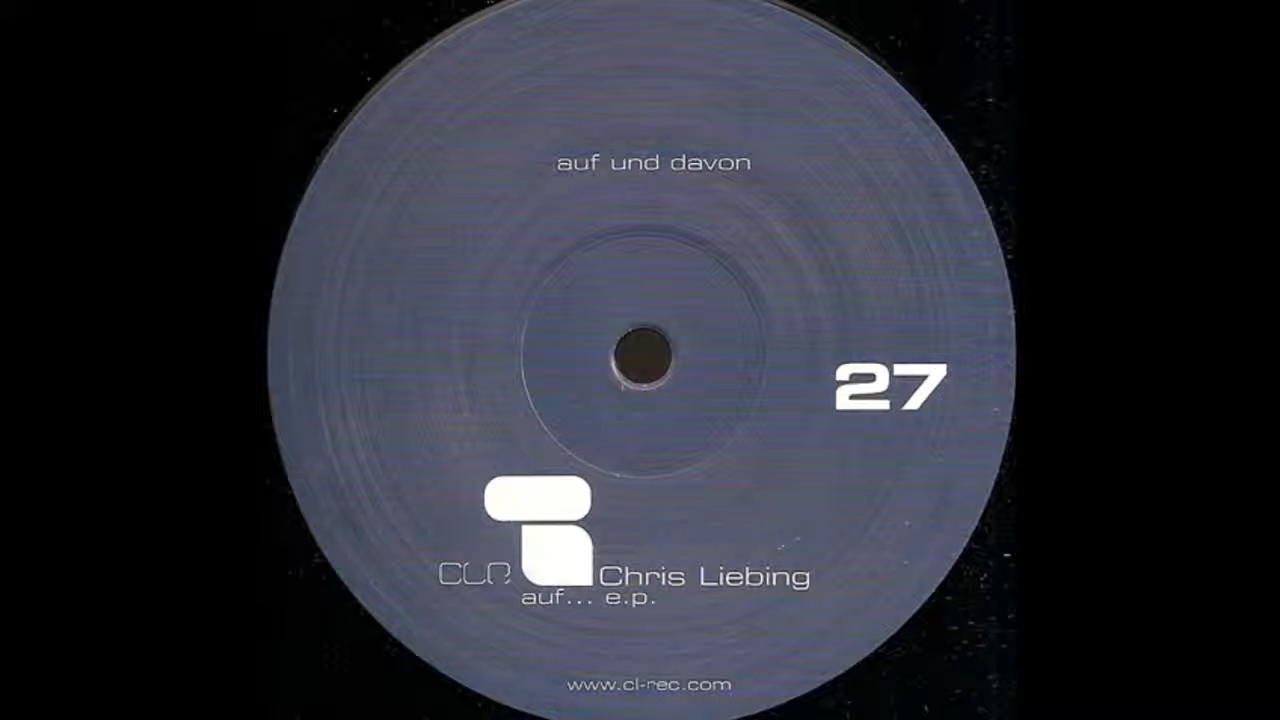 auf und davon
27
CLR Chris Liebing
auf... e.p.
www.cl-rec.com